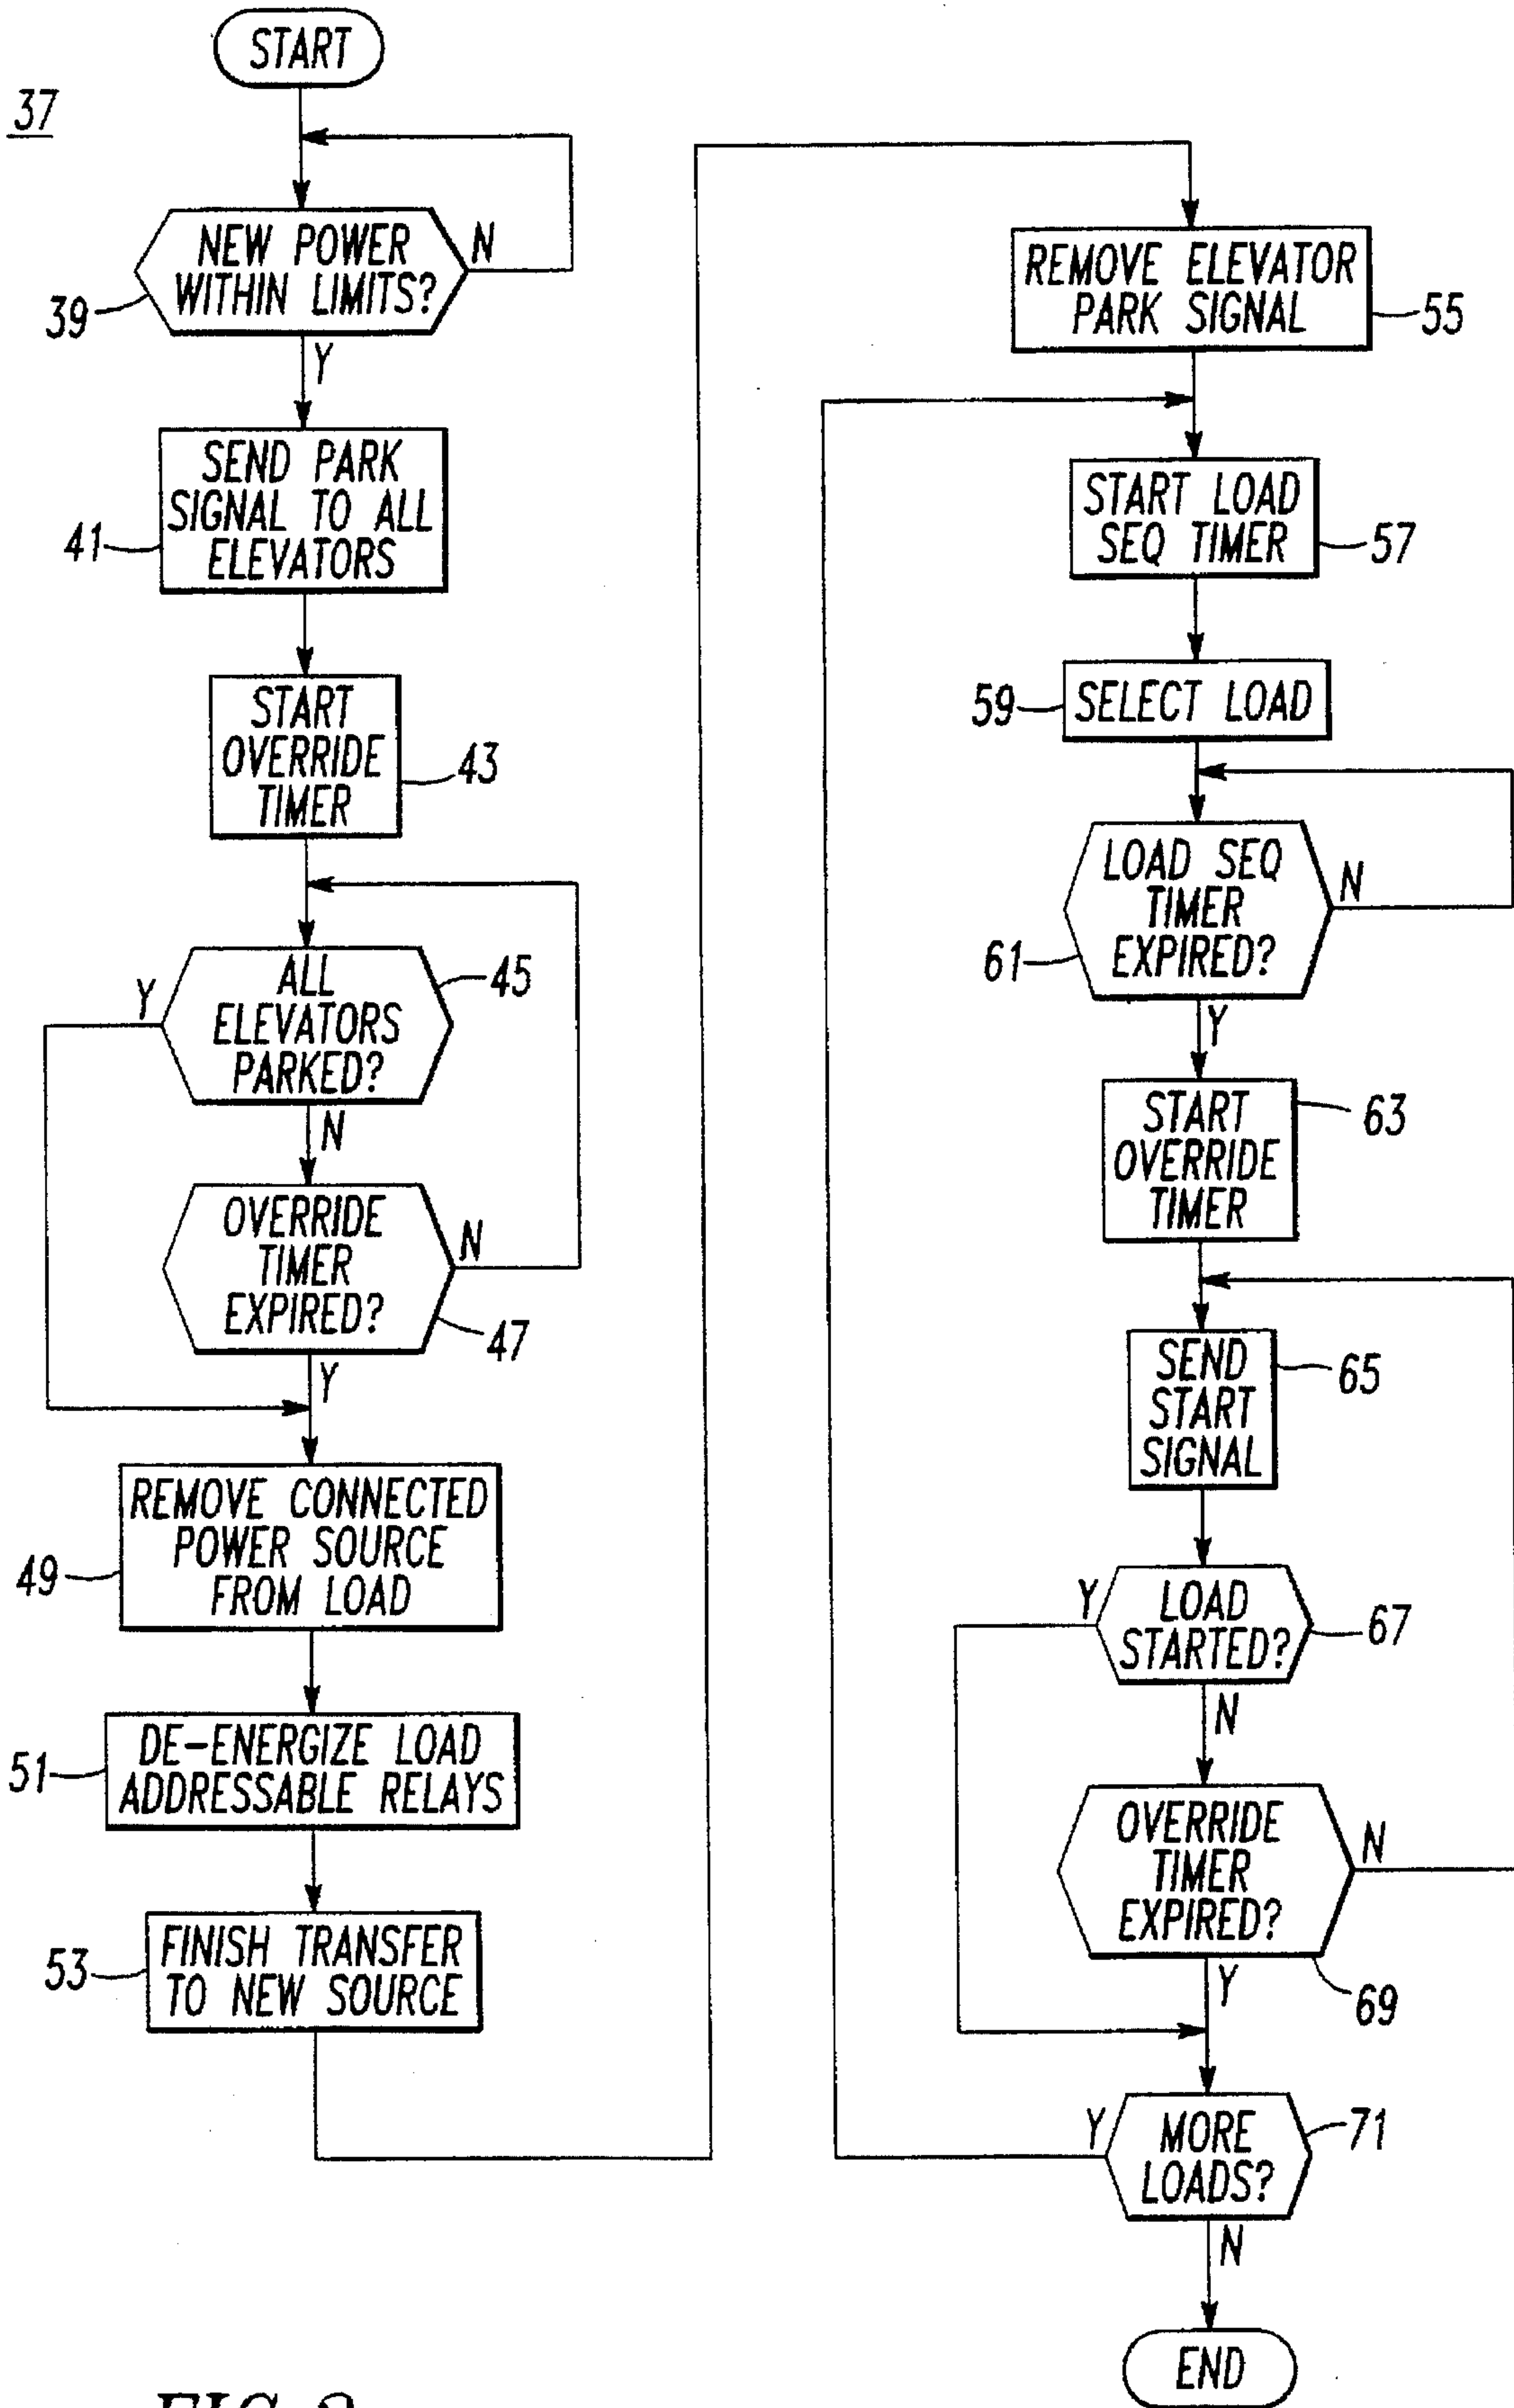 START
37
NEW POWER
WITHIN LIMITS?
N
39
Y
SEND PARK
SIGNAL TO ALL
ELEVATORS
41
START
OVERRIDE
TIMER
43
ALL
ELEVATORS
PARKED?
Y
45
N
OVERRIDE
TIMER
EXPIRED?
N
47
Y
REMOVE CONNECTED
POWER SOURCE
FROM LOAD
49
DE-ENERGIZE LOAD
ADDRESSABLE RELAYS
51
FINISH TRANSFER
TO NEW SOURCE
53
REMOVE ELEVATOR
PARK SIGNAL
55
START LOAD
SEQ TIMER
57
SELECT LOAD
59
LOAD SEQ
TIMER
EXPIRED?
N
61
Y
START
OVERRIDE
TIMER
63
SEND
START
SIGNAL
65
LOAD
STARTED?
Y
67
N
OVERRIDE
TIMER
EXPIRED?
N
69
Y
MORE
LOADS?
Y
71
N
END